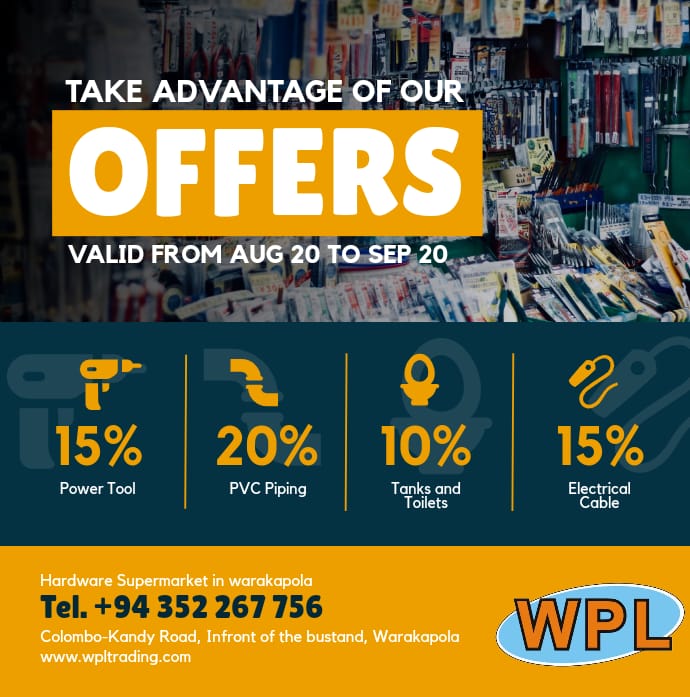 TAKE ADVANTAGE OF OUR
OFFERS
VALID FROM AUG 20 TO SEP 20
15%
Power Tool
20%
PVC Piping
10%
Tanks and
Toilets
15%
Electrical
Cable
Hardware Supermarket in warakapola
Tel. +94 352 267 756
Colombo-Kandy Road, Infront of the bustand, Warakapola
www.wpltrading.com
WPL